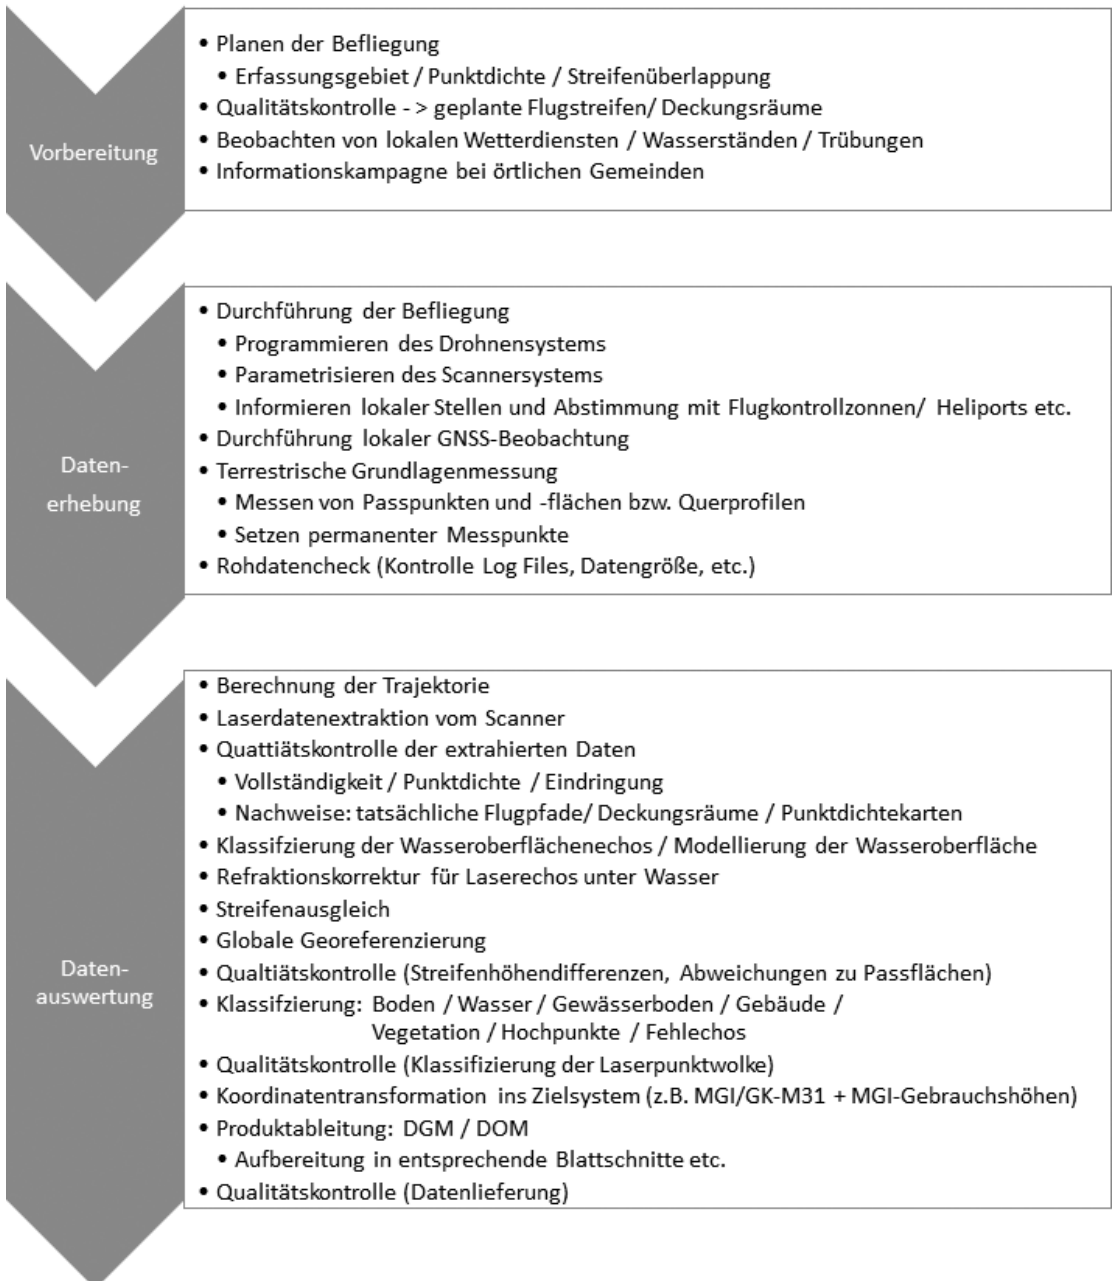 Vorbereitung
• Planen der Befliegung
• Erfassungsgebiet / Punktdichte / Streifenüberlappung
• Qualitätskontrolle - > geplante Flugstreifen/ Deckungsräume
• Beobachten von lokalen Wetterdiensten / Wasserständen / Trübungen
• Informationskampagne bei örtlichen Gemeinden
Daten-
erhebung
• Durchführung der Befliegung
• Programmieren des Drohnensystems
• Parametrisieren des Scannersystems
• Informieren lokaler Stellen und Abstimmung mit Flugkontrollzonnen/ Heliports etc.
• Durchführung lokaler GNSS-Beobachtung
• Terrestrische Grundlagenmessung
• Messen von Passpunkten und -flächen bzw. Querprofilen
• Setzen permanenter Messpunkte
• Rohdatencheck (Kontrolle Log Files, Datengröße, etc.)
Daten-
auswertung
• Berechnung der Trajektorie
• Laserdatenextraktion vom Scanner
• Quattiätskontrolle der extrahierten Daten
• Vollständigkeit / Punktdichte / Eindringung
• Nachweise: tatsächliche Flugpfade/ Deckungsräume / Punktdichtekarten
• Klassifzierung der Wasseroberflächenechos / Modellierung der Wasseroberfläche
• Refraktionskorrektur für Laserechos unter Wasser
• Streifenausgleich
• Globale Georeferenzierung
• Qualtiätskontrolle (Streifenhöhendifferenzen, Abweichungen zu Passflächen)
• Klassifzierung: Boden / Wasser / Gewässerboden / Gebäude /
Vegetation / Hochpunkte / Fehlechos
• Qualitätskontrolle (Klassifizierung der Laserpunktwolke)
• Koordinatentransformation ins Zielsystem (z.B. MGI/GK-M31 + MGI-Gebrauchshöhen)
• Produktableitung: DGM / DOM
• Aufbereitung in entsprechende Blattschnitte etc.
• Qualitätskontrolle (Datenlieferung)